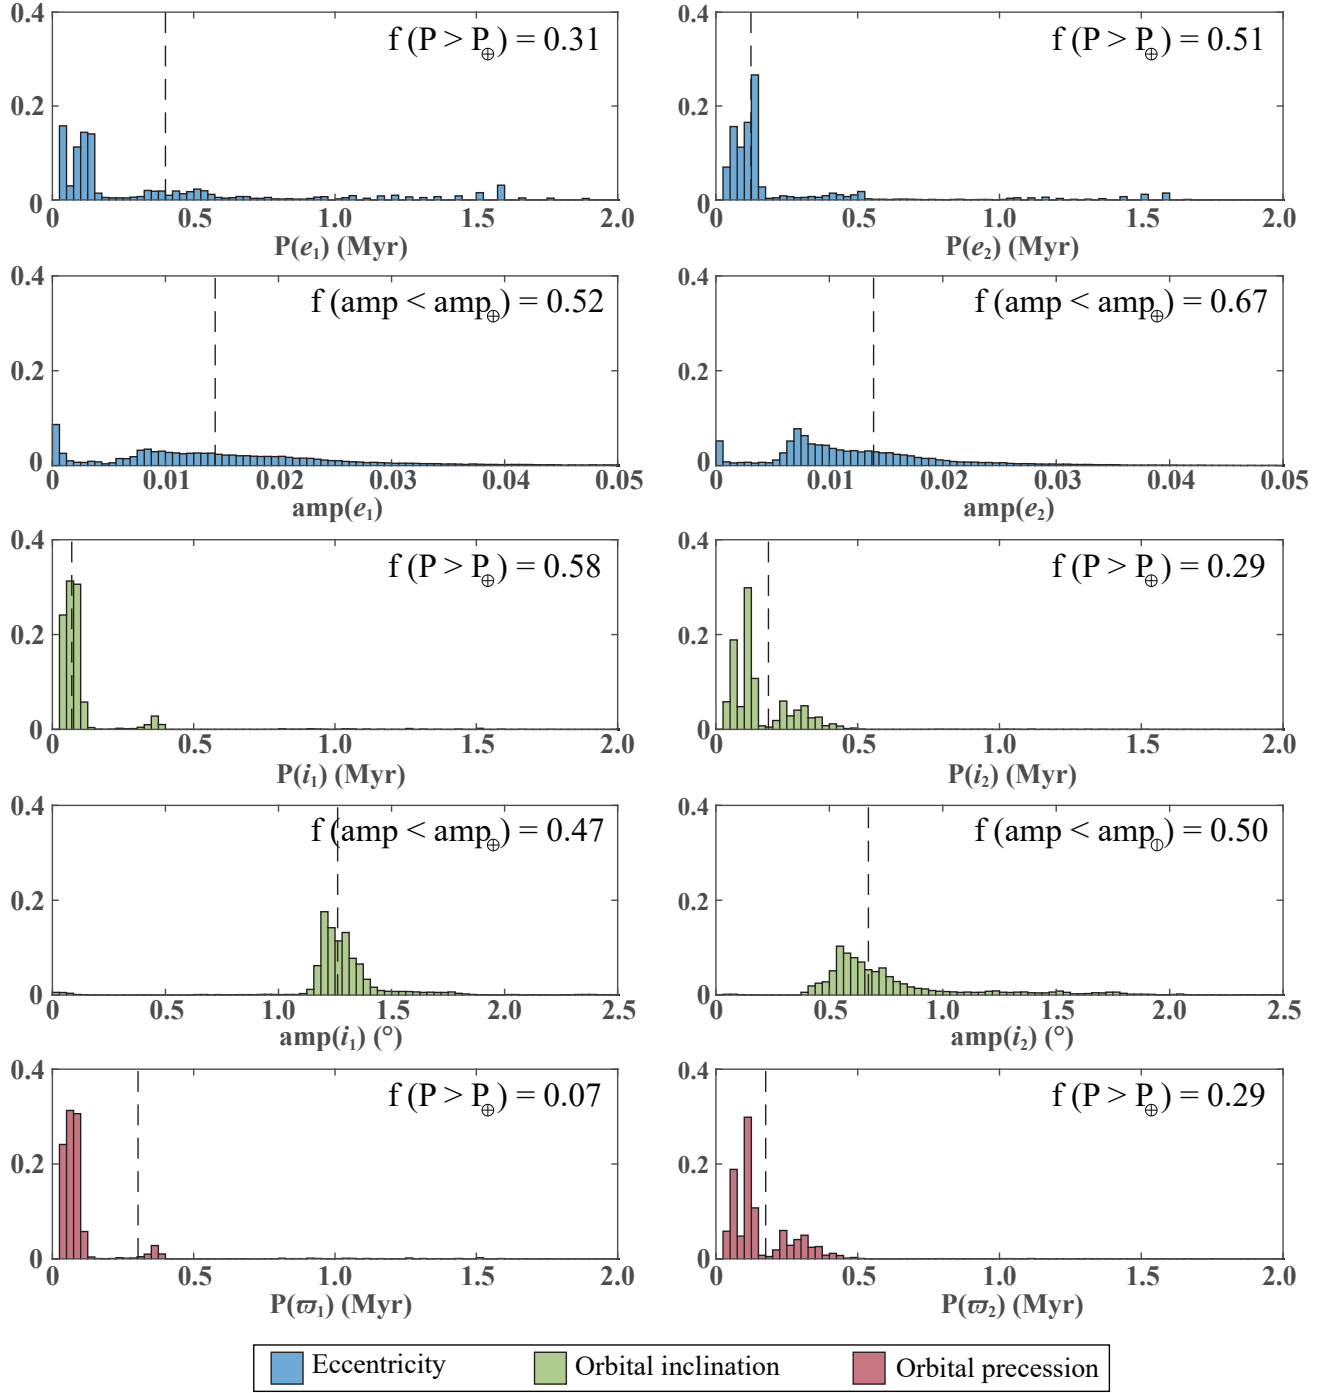 0.4
0.2
0
f (P > P⊕) = 0.31
0 0.5 1.0 1.5 2.0
P(e₁) (Myr)
0.4
0.2
0
f (P > P⊕) = 0.51
0 0.5 1.0 1.5 2.0
P(e₂) (Myr)
0.4
0.2
0
f (amp < amp⊕) = 0.52
0 0.01 0.02 0.03 0.04 0.05
amp(e₁)
0.4
0.2
0
f (amp < amp⊕) = 0.67
0 0.01 0.02 0.03 0.04 0.05
amp(e₂)
0.4
0.2
0
f (P > P⊕) = 0.58
0 0.5 1.0 1.5 2.0
P(i₁) (Myr)
0.4
0.2
0
f (P > P⊕) = 0.29
0 0.5 1.0 1.5 2.0
P(i₂) (Myr)
0.4
0.2
0
f (amp < amp⊕) = 0.47
0 0.5 1.0 1.5 2.0 2.5
amp(i₁) (°)
0.4
0.2
0
f (amp < amp⊕) = 0.50
0 0.5 1.0 1.5 2.0 2.5
amp(i₂) (°)
0.4
0.2
0
f (P > P⊕) = 0.07
0 0.5 1.0 1.5 2.0
P(ϖ₁) (Myr)
0.4
0.2
0
f (P > P⊕) = 0.29
0 0.5 1.0 1.5 2.0
P(ϖ₂) (Myr)
Eccentricity Orbital inclination Orbital precession